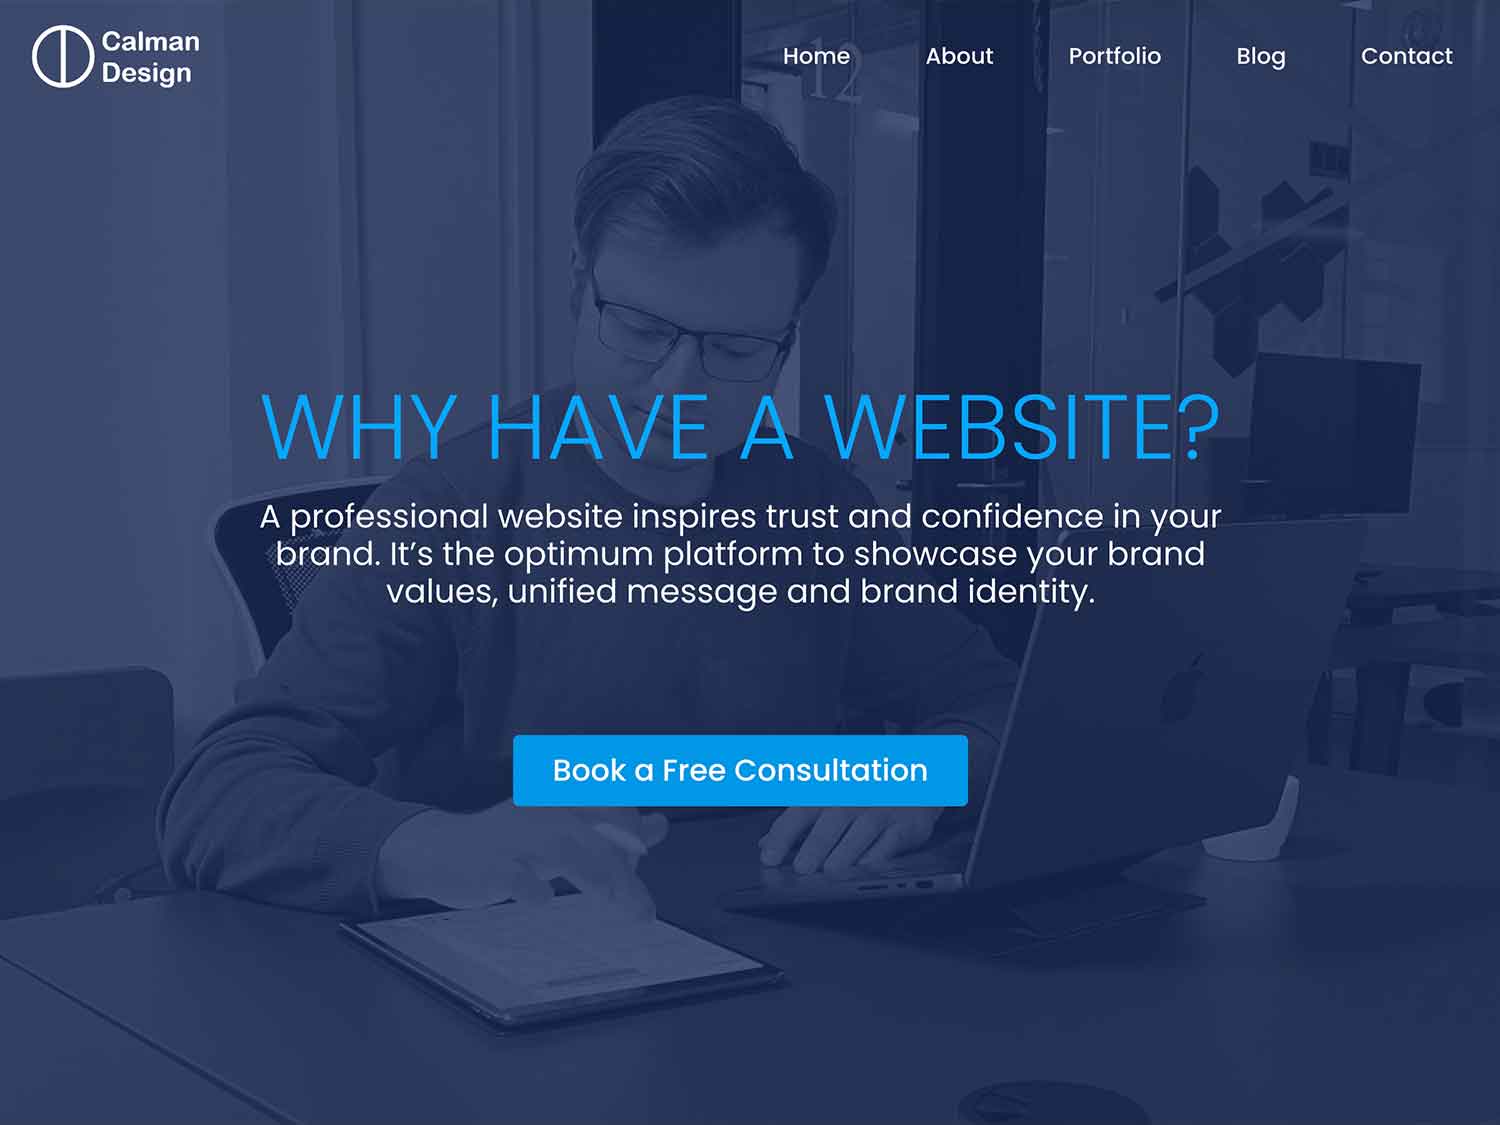 Calman
Design
Home
About
Portfolio
Blog
Contact
12
WHY HAVE A WEBSITE?
A professional website inspires trust and confidence in your
brand. It’s the optimum platform to showcase your brand
values, unified message and brand identity.
Book a Free Consultation